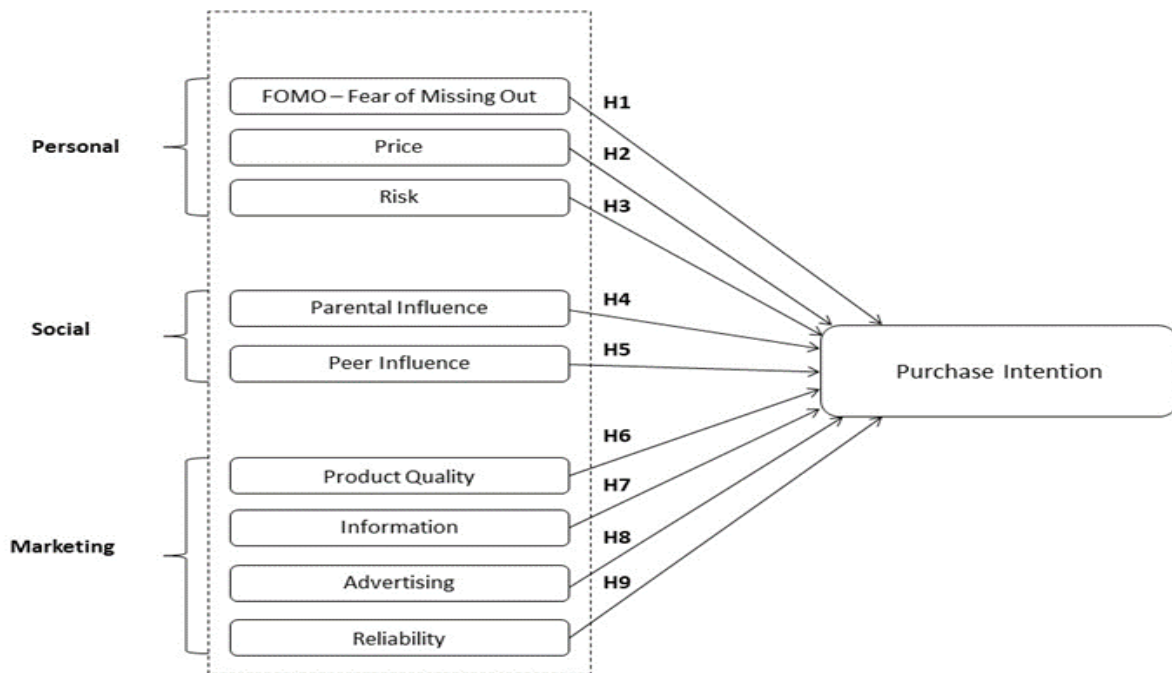 Personal
FOMO – Fear of Missing Out
H1
Price
H2
Risk
H3
Social
Parental Influence
H4
Peer Influence
H5
Purchase Intention
Marketing
Product Quality
H6
Information
H7
Advertising
H8
Reliability
H9